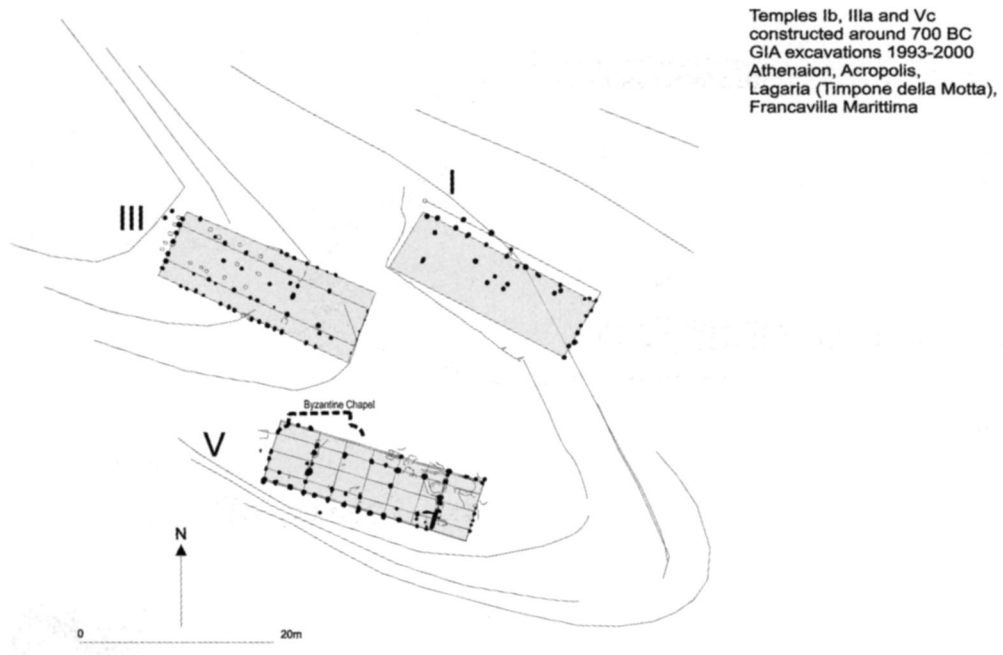 Temples Ib, IIIa and Vc
constructed around 700 BC
GIA excavations 1993-2000
Athenaion, Acropolis,
Lagaria (Timpone della Motta),
Francavilla Marittima
I
III
Byzantine Chapel
V
N
0 20m